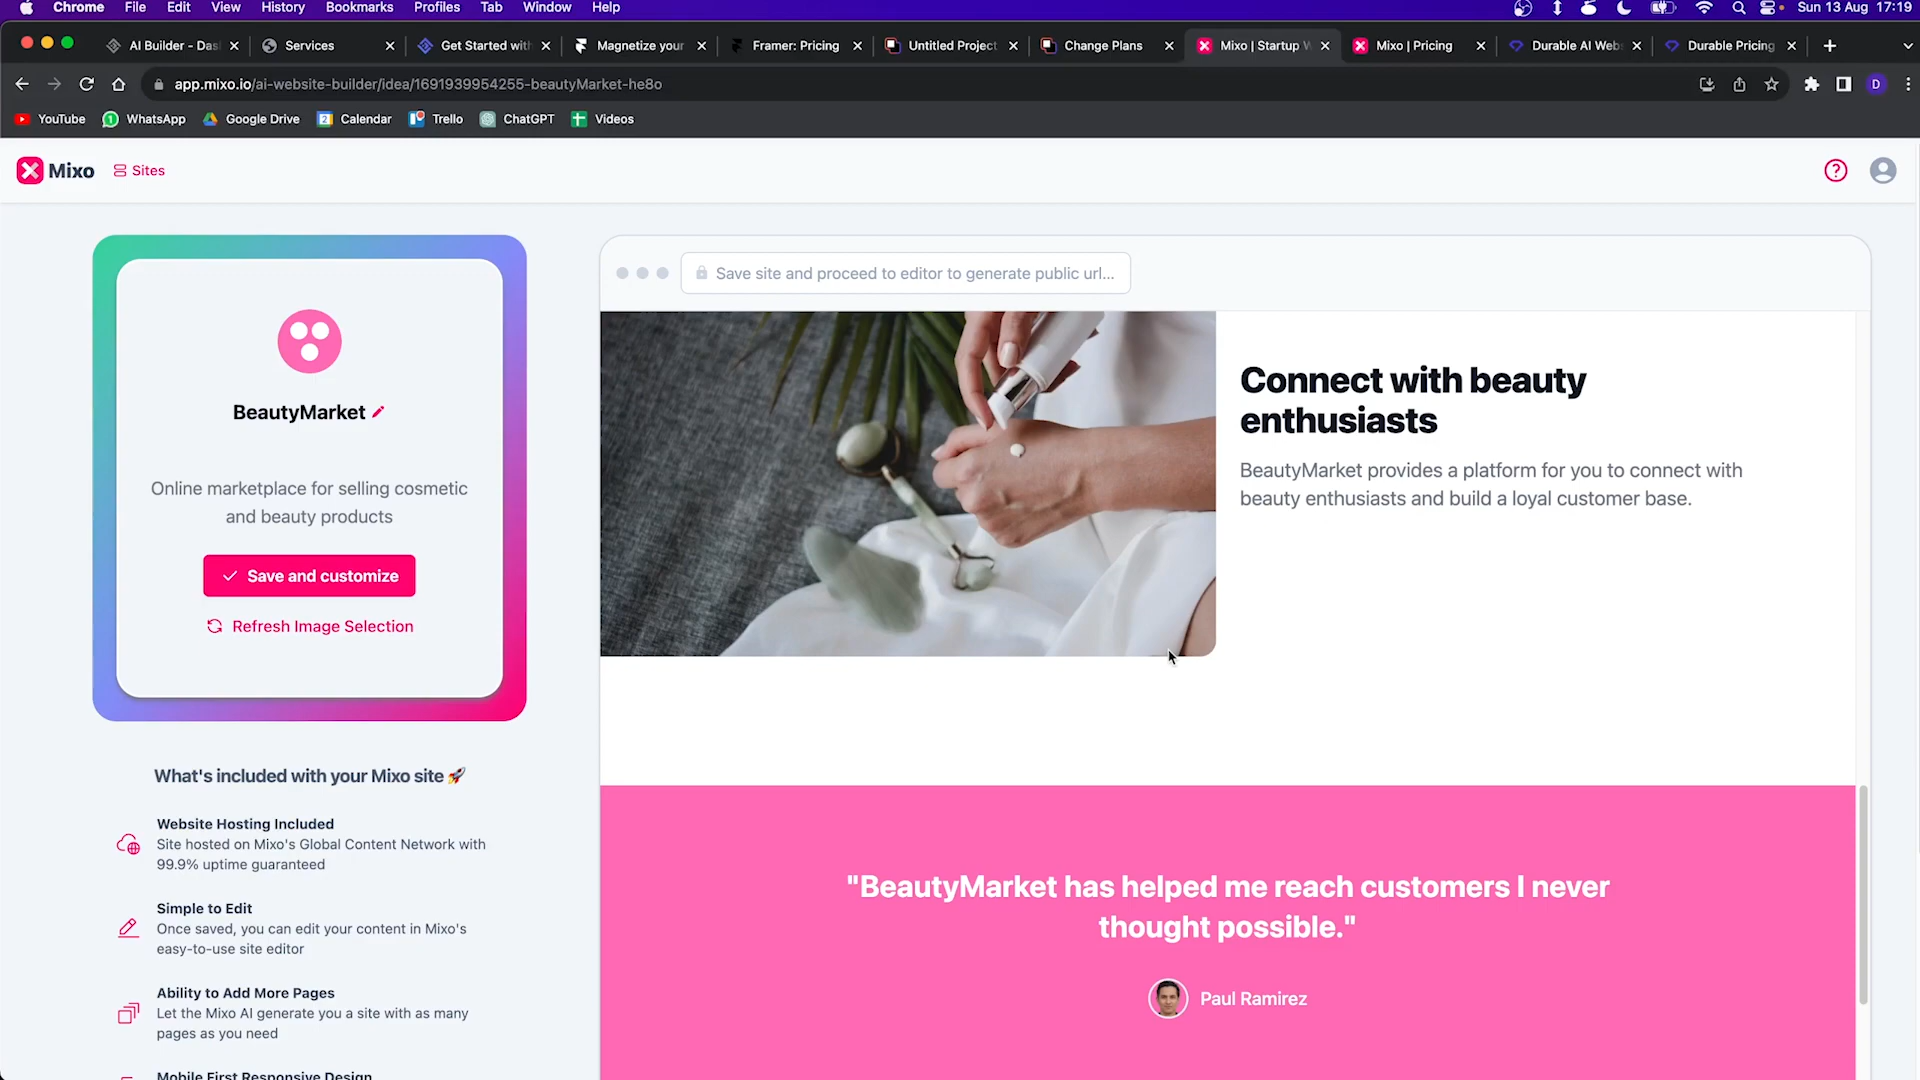 Chrome File Edit View History Bookmarks Profiles Tab Window Help Sun 13 Aug 17:19
AI Builder - Das Services Get Started with Magnetize your Framer: Pricing Untitled Project Change Plans Mixo | Startup W Mixo | Pricing Durable AI Web Durable Pricing
app.mixo.io/ai-website-builder/idea/1691939954255-beautyMarket-he8o D
YouTube WhatsApp Google Drive Calendar Trello ChatGPT Videos
Mixo Sites
Save site and proceed to editor to generate public url...
BeautyMarket
Online marketplace for selling cosmetic
and beauty products
Save and customize
Refresh Image Selection
What's included with your Mixo site 🚀
Website Hosting Included
Site hosted on Mixo's Global Content Network with
99.9% uptime guaranteed
Simple to Edit
Once saved, you can edit your content in Mixo's
easy-to-use site editor
Ability to Add More Pages
Let the Mixo AI generate you a site with as many
pages as you need
Mobile First Responsive Design
Connect with beauty
enthusiasts
BeautyMarket provides a platform for you to connect with
beauty enthusiasts and build a loyal customer base.
"BeautyMarket has helped me reach customers I never
thought possible."
Paul Ramirez